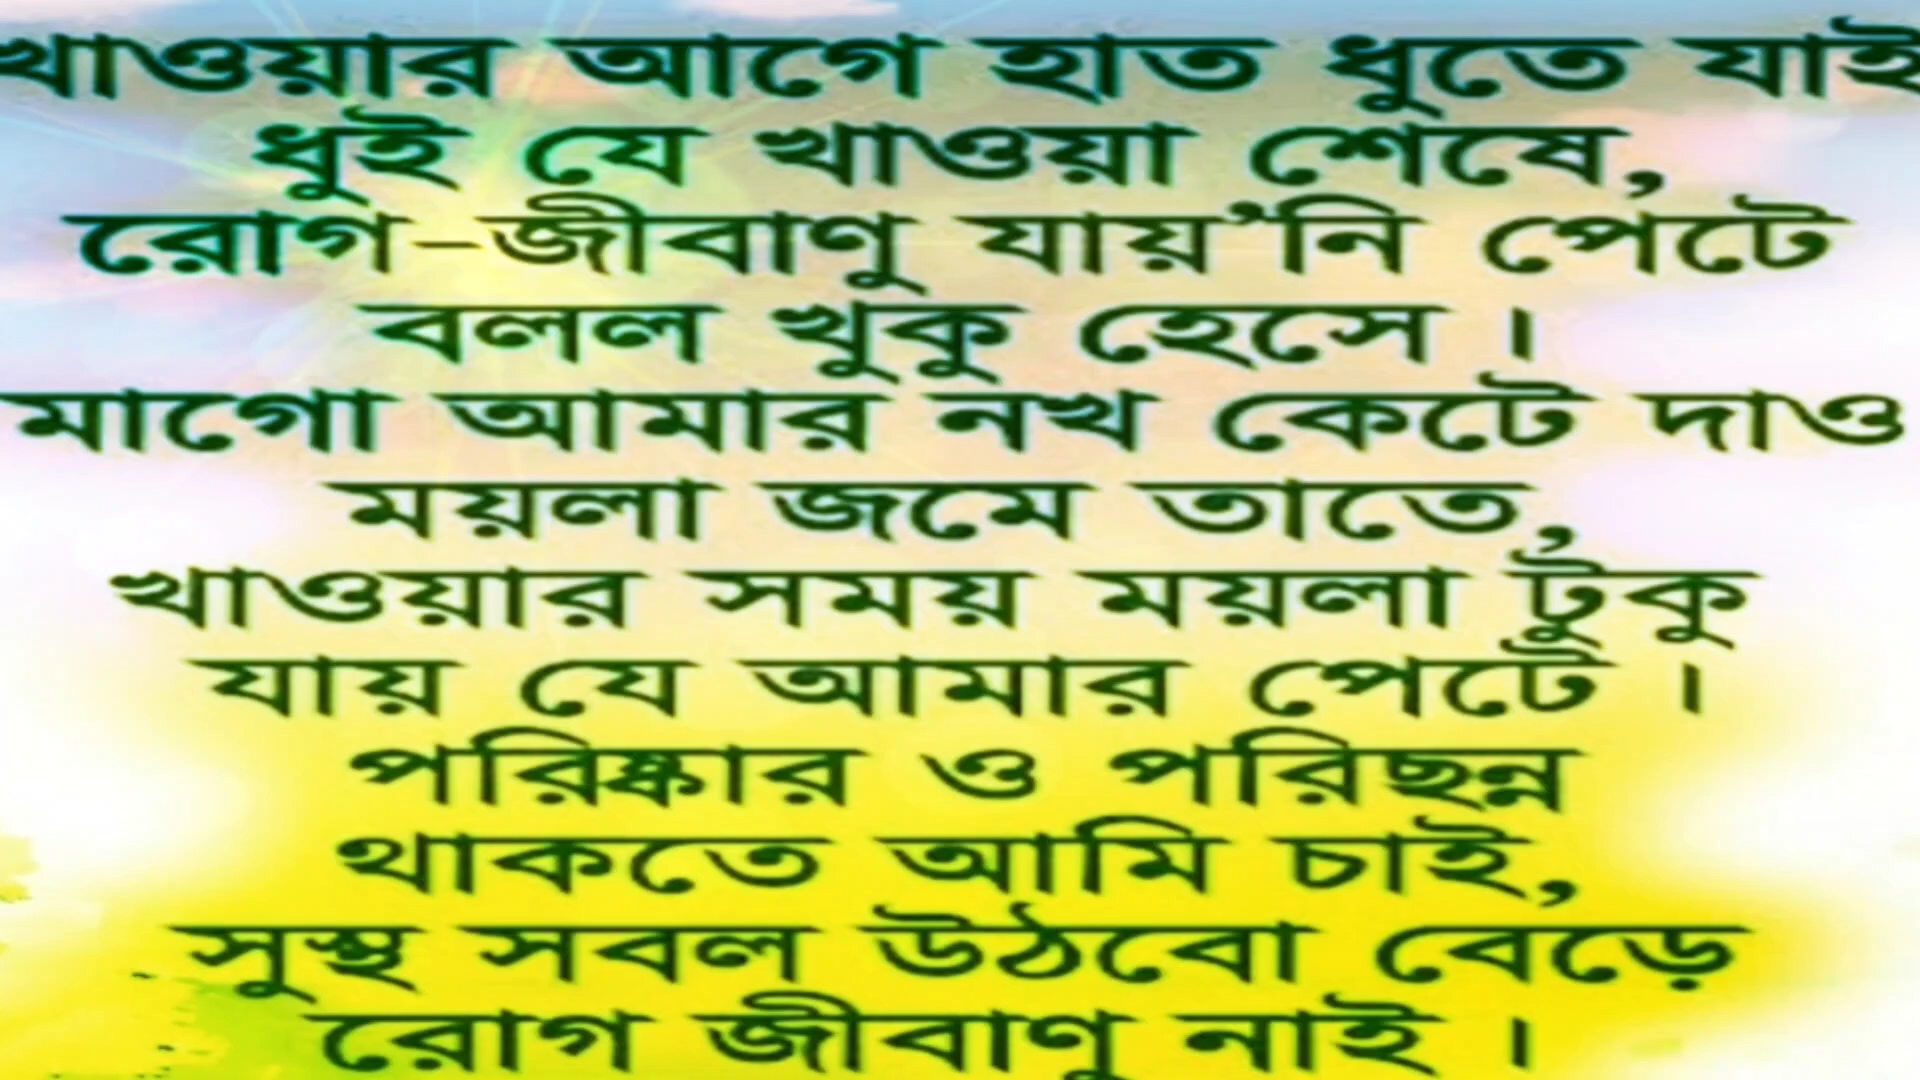 খাওয়ার আগে হাত ধুতে যাই
ধুই যে খাওয়া শেষে,
রোগ-জীবাণু যায়'নি পেটে
বলল খুকু হেসে ।
মাগো আমার নখ কেটে দাও
ময়লা জমে তাতে,
খাওয়ার সময় ময়লা টুকু
যায় যে আমার পেটে ।
পরিষ্কার ও পরিছন্ন
থাকতে আমি চাই,
সুস্থ সবল উঠবো বেড়ে
রোগ জীবাণু নাই ।